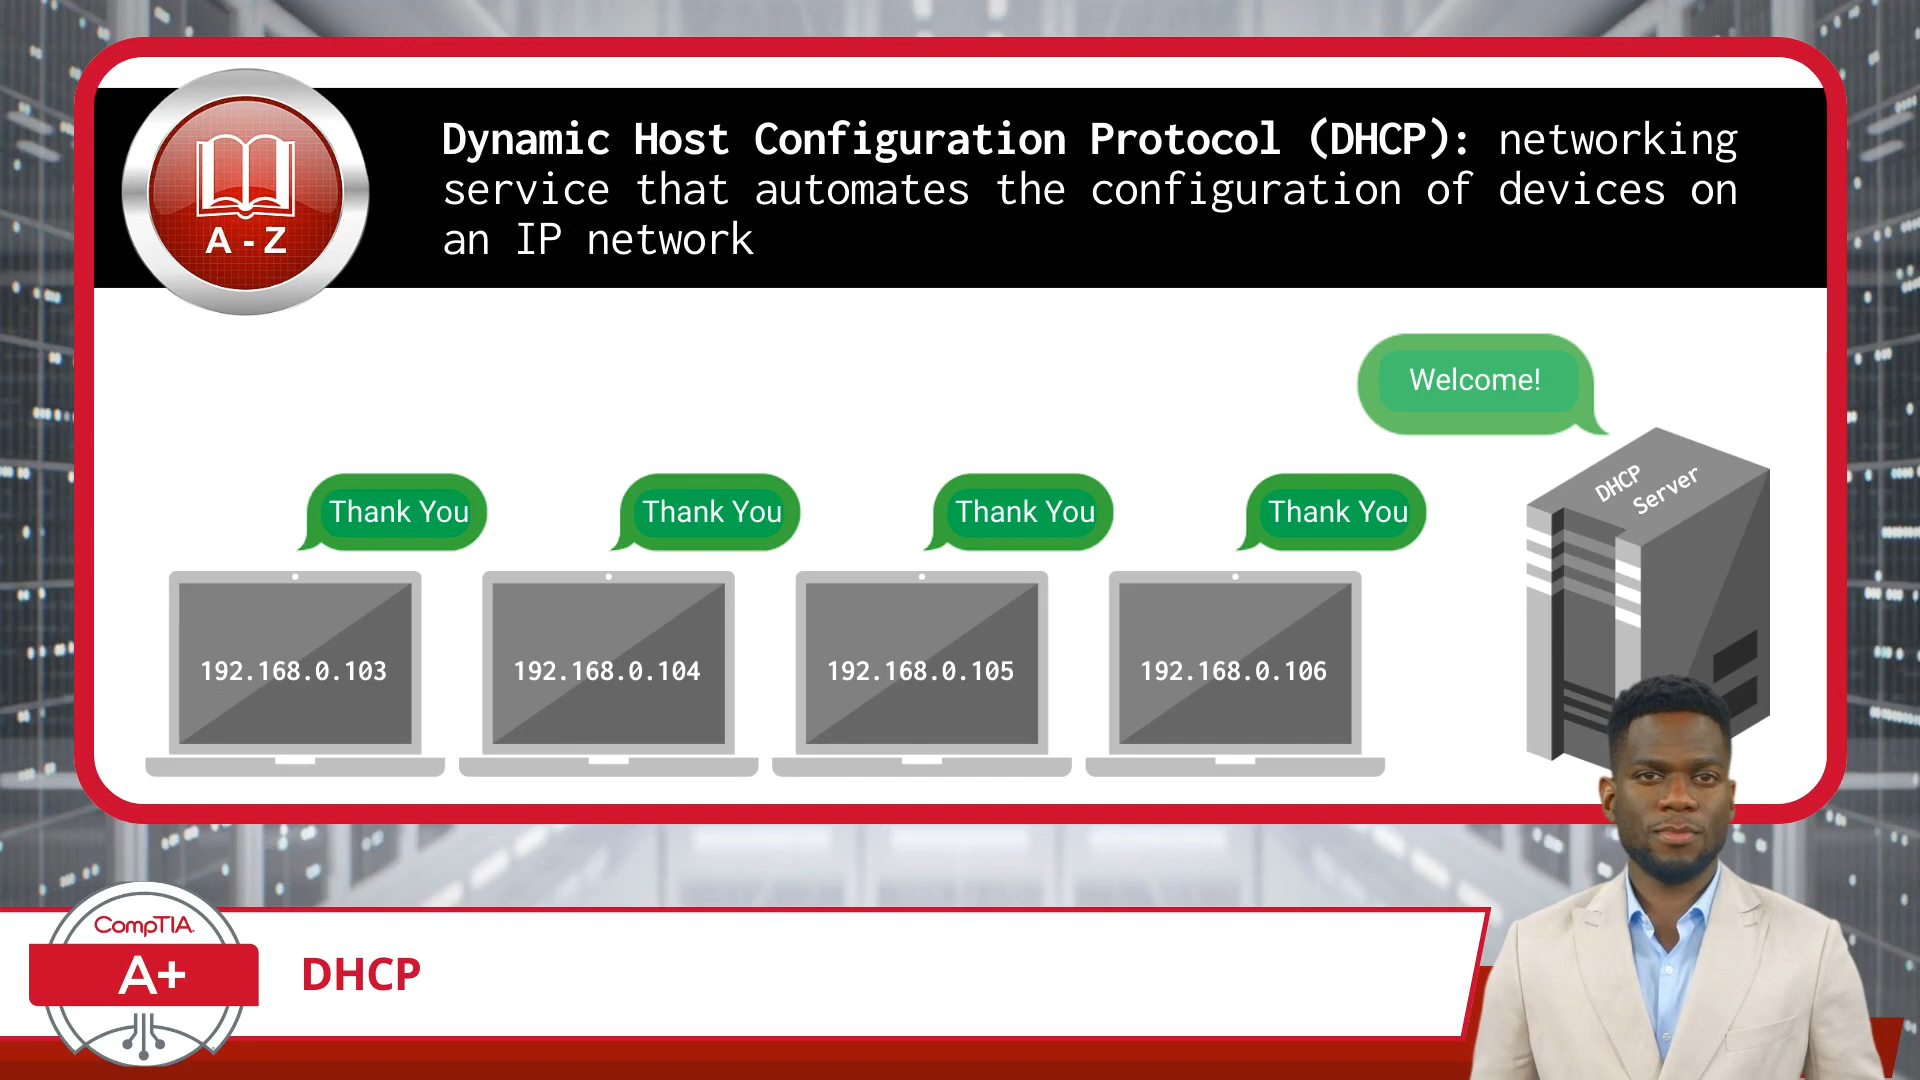 Dynamic Host Configuration Protocol (DHCP): networking
service that automates the configuration of devices on
an IP network
A - Z
Welcome!
Thank You
Thank You
Thank You
Thank You
DHCP
Server
192.168.0.103
192.168.0.104
192.168.0.105
192.168.0.106
CompTIA.
A+
DHCP